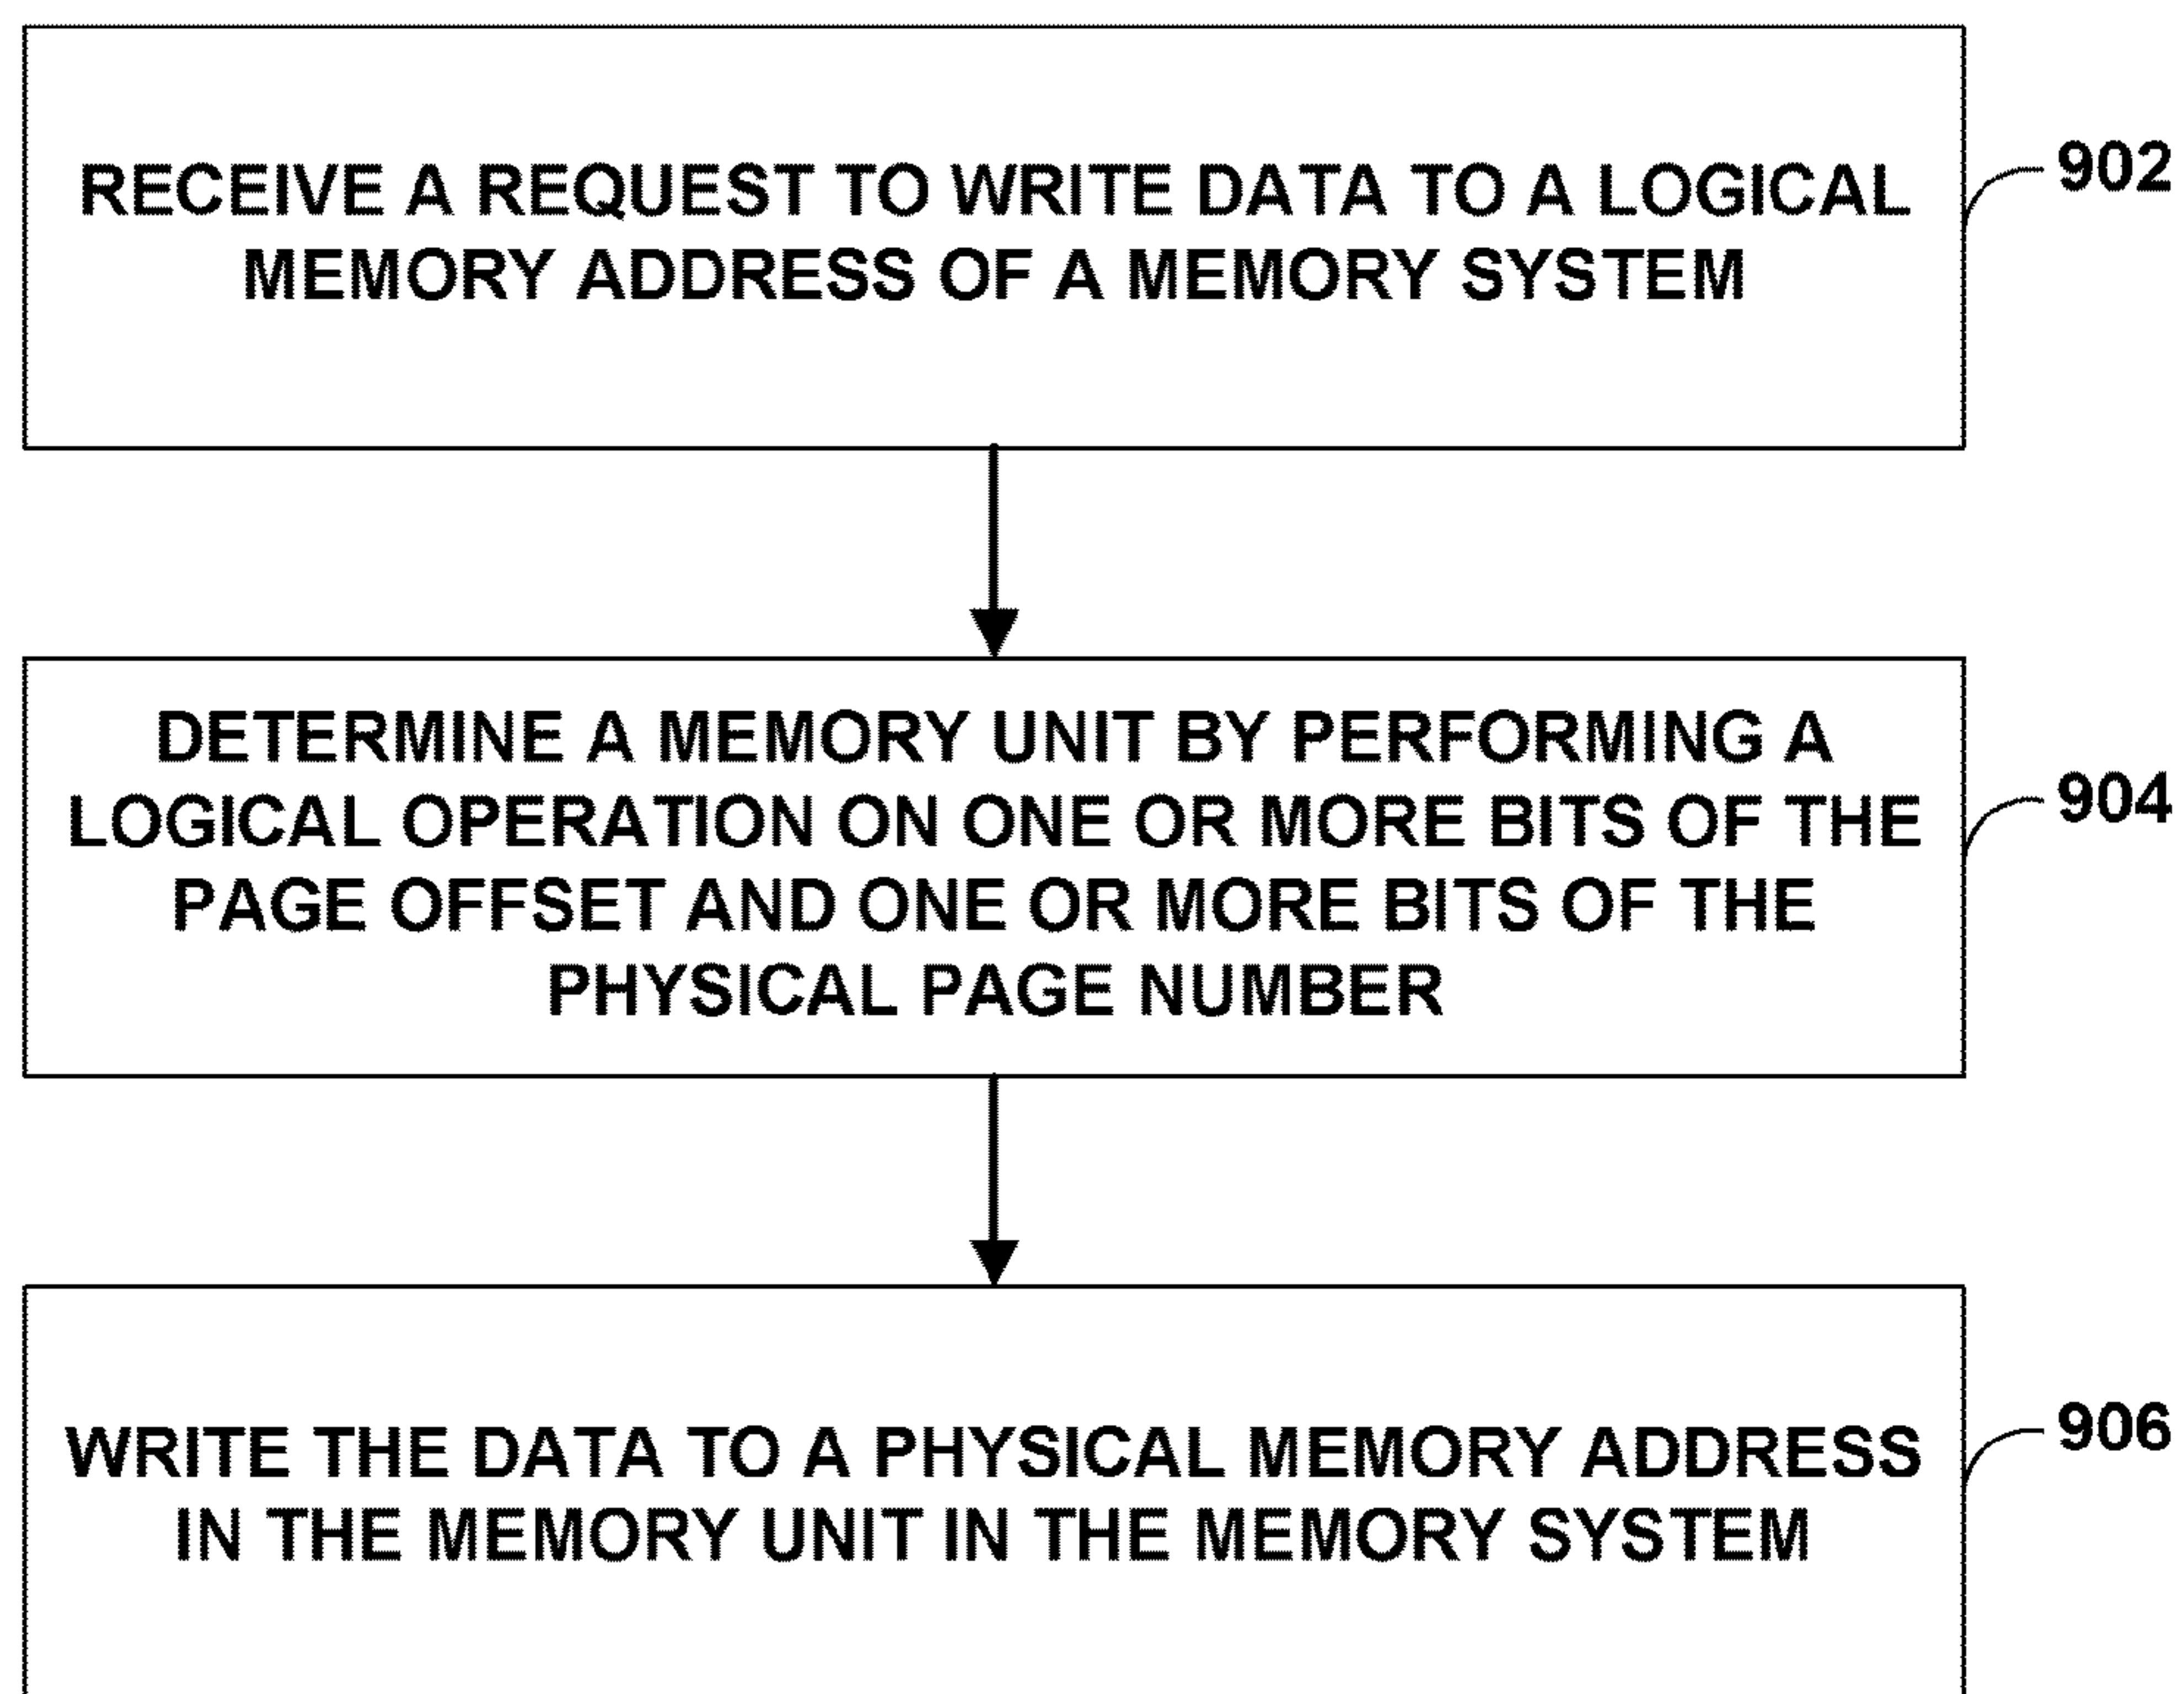 RECEIVE A REQUEST TO WRITE DATA TO A LOGICAL
MEMORY ADDRESS OF A MEMORY SYSTEM
902
DETERMINE A MEMORY UNIT BY PERFORMING A
LOGICAL OPERATION ON ONE OR MORE BITS OF THE
PAGE OFFSET AND ONE OR MORE BITS OF THE
PHYSICAL PAGE NUMBER
904
WRITE THE DATA TO A PHYSICAL MEMORY ADDRESS
IN THE MEMORY UNIT IN THE MEMORY SYSTEM
906